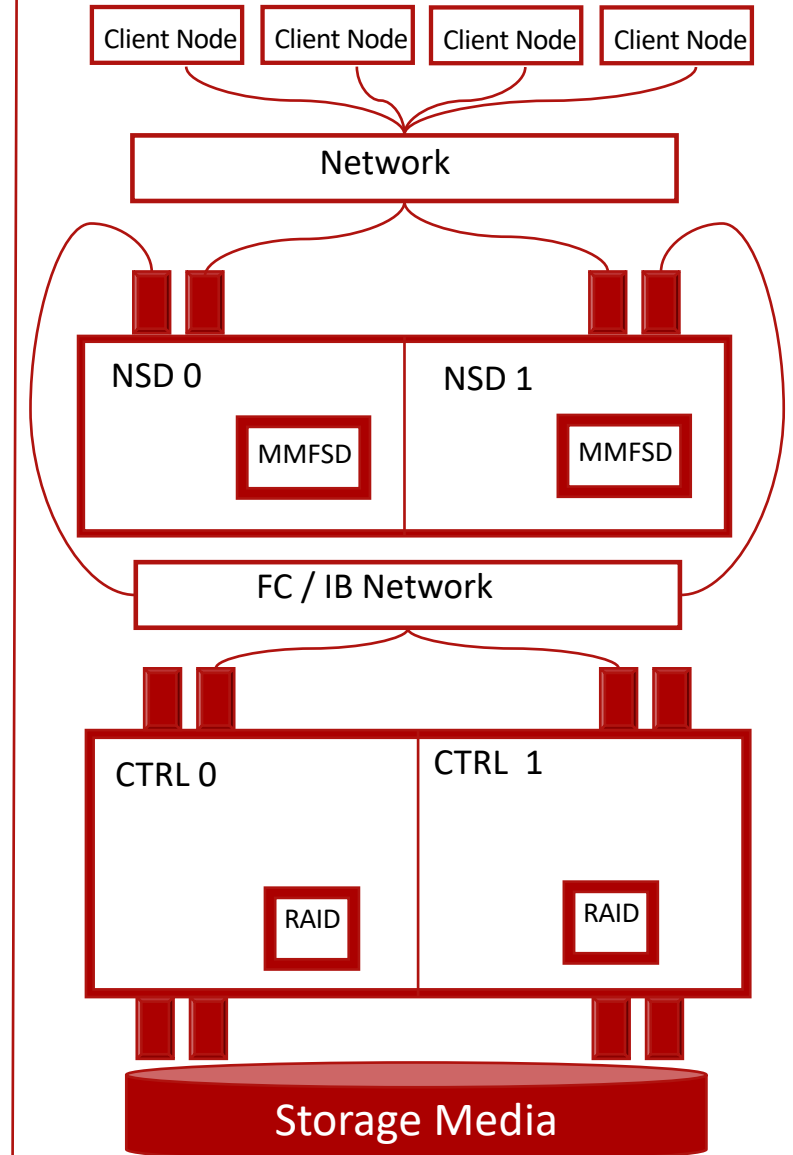 Client Node
Client Node
Client Node
Client Node
Network
NSD 0
NSD 1
MMFSD
MMFSD
FC / IB Network
CTRL 0
CTRL  1
RAID
RAID
Storage Media